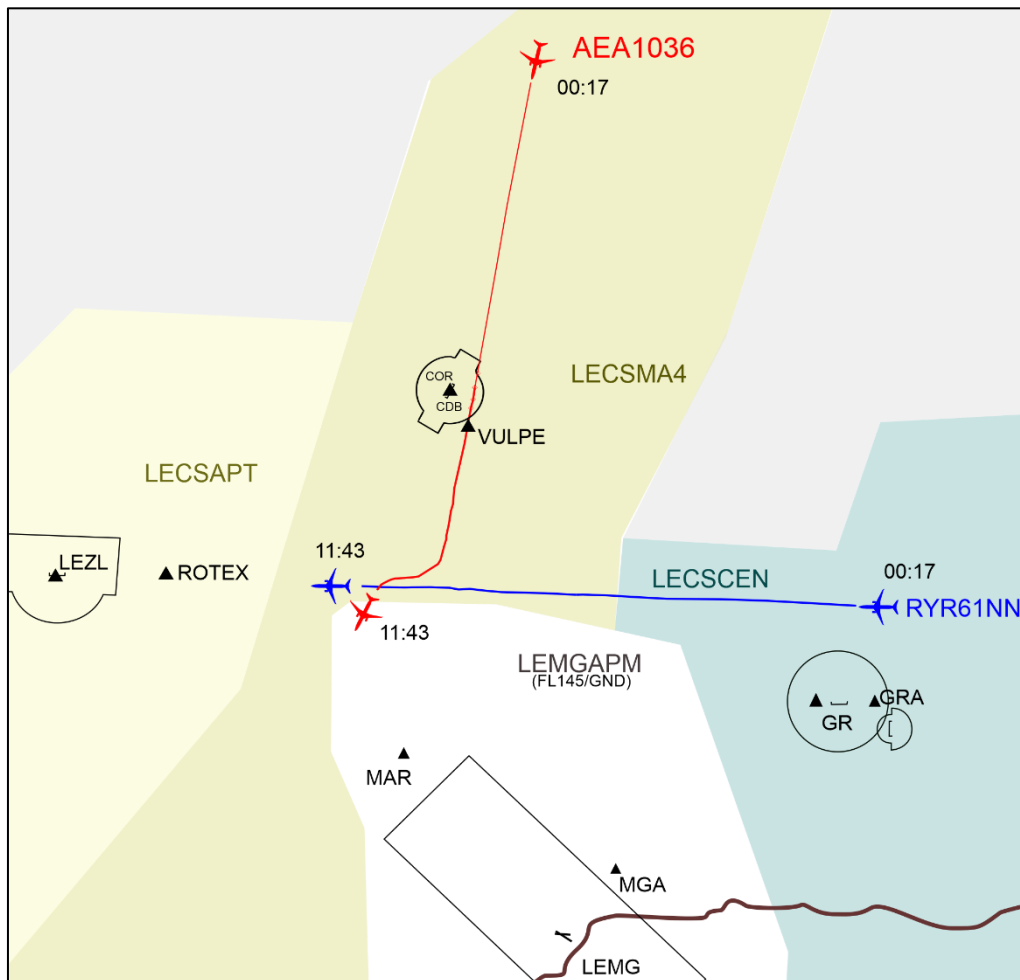 AEA1036
00:17
COR
CDB
LECSMA4
VULPE
LECSAPT
11:43
LEZL
ROTEX
LECSCEN
00:17
RYR61NN
11:43
LEMGAPM
(FL145/GND)
GRA
GR
MAR
MGA
LEMG